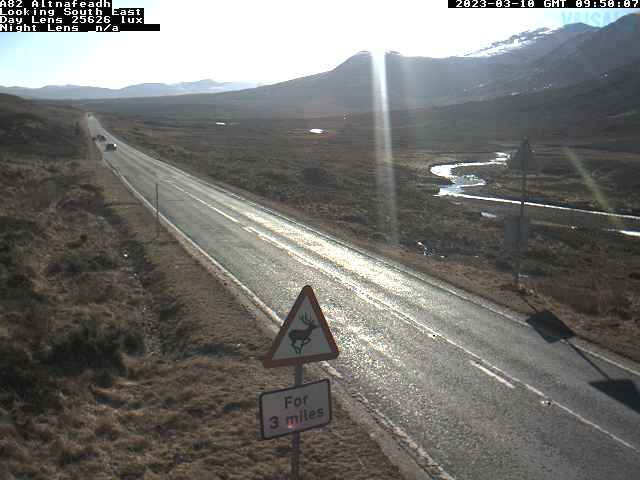 A82 Altnafeadh
Looking South East
Day Lens 25626 lux
Night Lens n/a
2023-03-10 GMT 09:50:07
VAISALA
For
3 miles